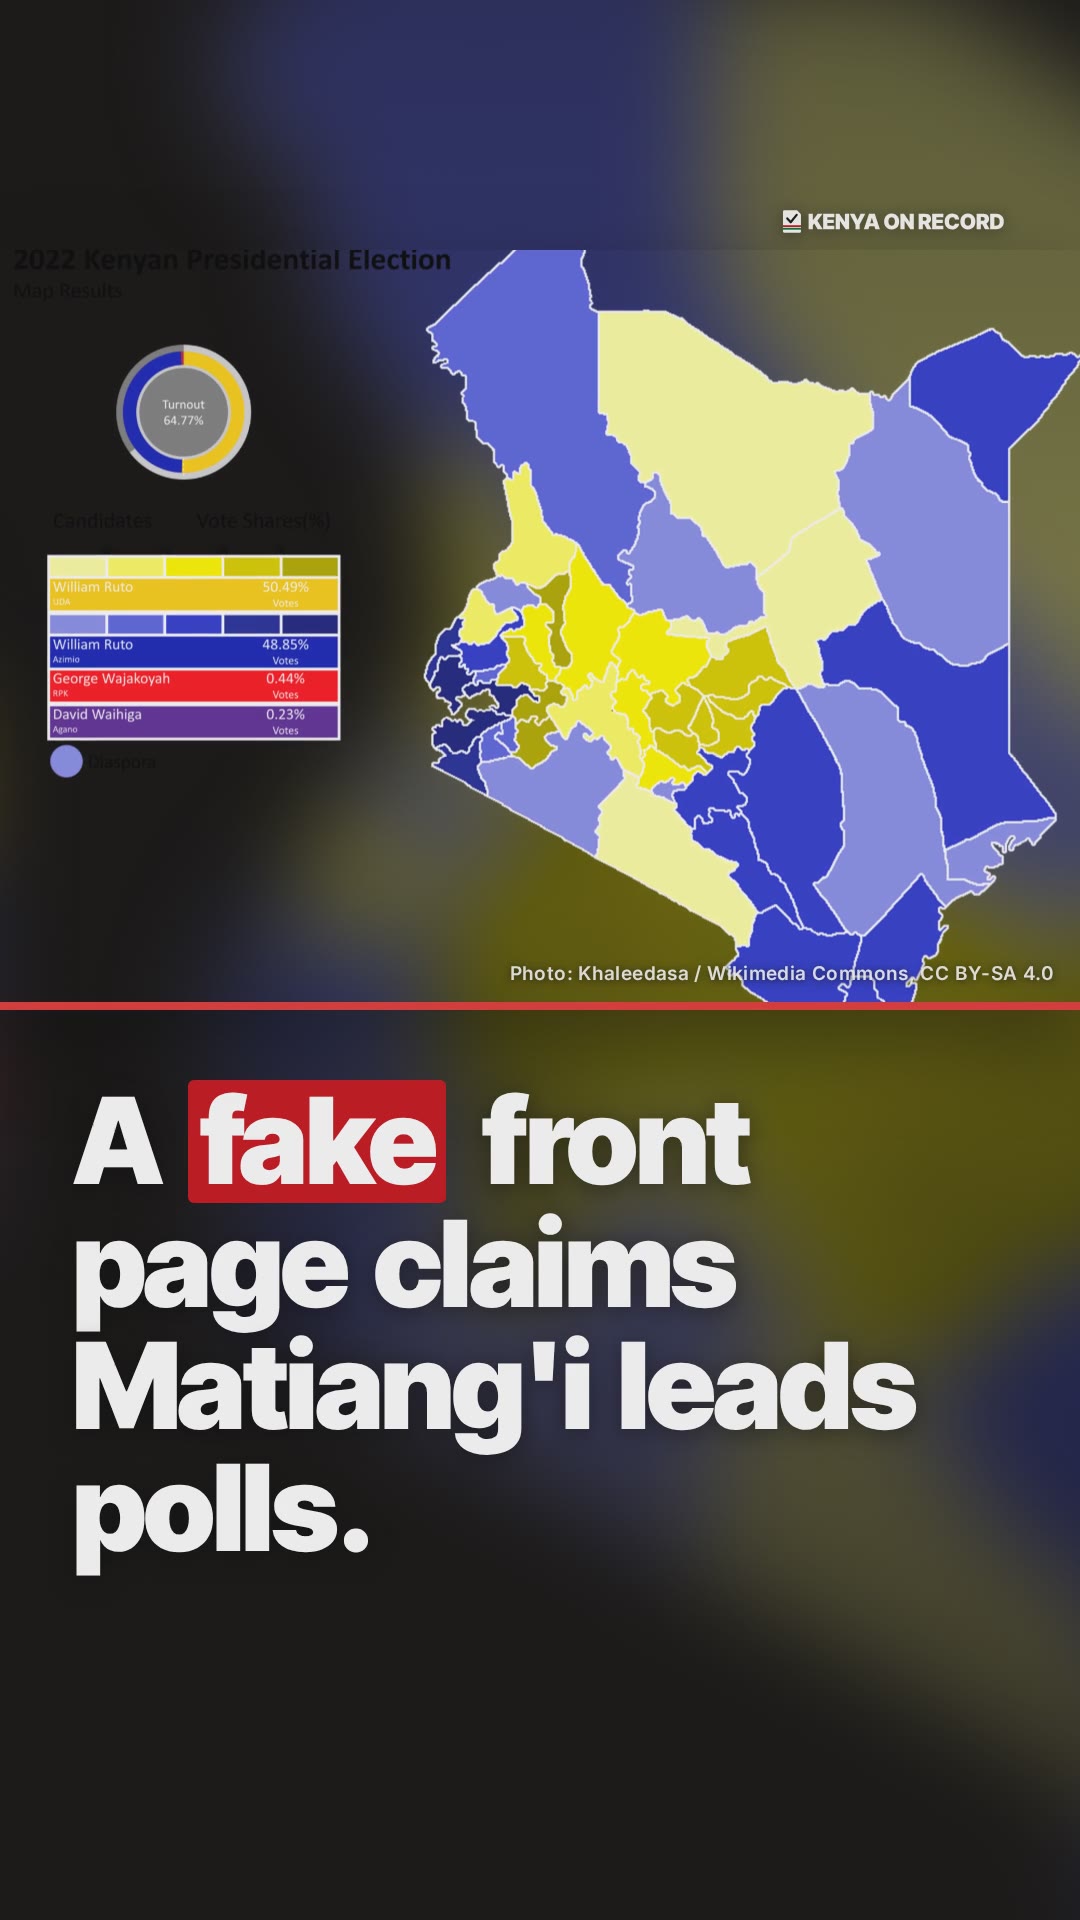 KENYA ON RECORD
2022 Kenyan Presidential Election
Map Results
Turnout
64.77%
Candidates Vote Shares(%)
William Ruto 50.49%
UDA Votes
William Ruto 48.85%
Azimio Votes
George Wajakoyah 0.44%
RPK Votes
David Waihiga 0.23%
Agano Votes
Diaspora
Photo: Khaleedasa / Wikimedia Commons, CC BY-SA 4.0
A fake front
page claims
Matiang'i leads
polls.